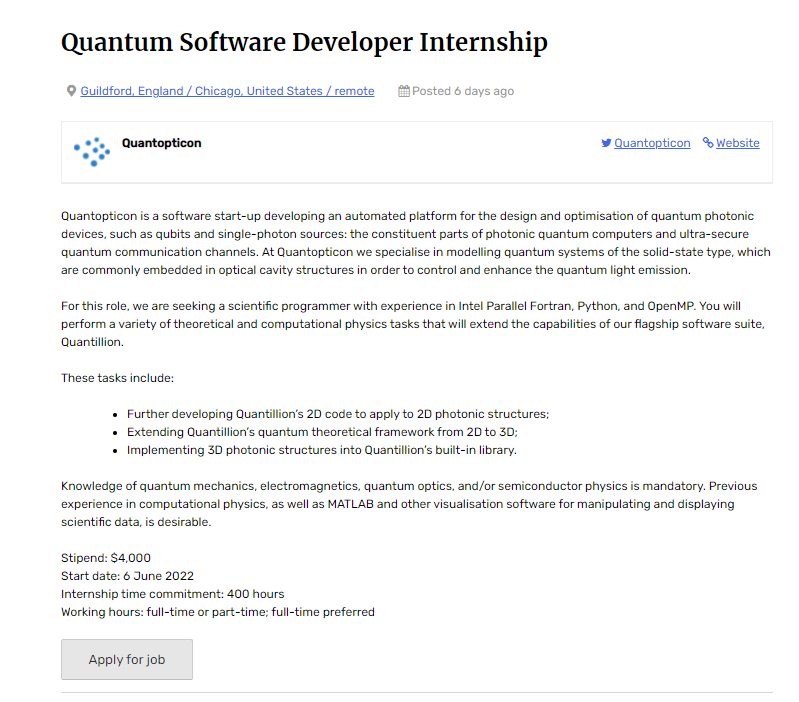 Quantum Software Developer Internship
Guildford, England / Chicago, United States / remote Posted 6 days ago
Quantopticon Quantopticon Website
Quantopticon is a software start-up developing an automated platform for the design and optimisation of quantum photonic
devices, such as qubits and single-photon sources: the constituent parts of photonic quantum computers and ultra-secure
quantum communication channels. At Quantopticon we specialise in modelling quantum systems of the solid-state type, which
are commonly embedded in optical cavity structures in order to control and enhance the quantum light emission.
For this role, we are seeking a scientific programmer with experience in Intel Parallel Fortran, Python, and OpenMP. You will
perform a variety of theoretical and computational physics tasks that will extend the capabilities of our flagship software suite,
Quantillion.
These tasks include:
• Further developing Quantillion’s 2D code to apply to 2D photonic structures;
• Extending Quantillion’s quantum theoretical framework from 2D to 3D;
• Implementing 3D photonic structures into Quantillion’s built-in library.
Knowledge of quantum mechanics, electromagnetics, quantum optics, and/or semiconductor physics is mandatory. Previous
experience in computational physics, as well as MATLAB and other visualisation software for manipulating and displaying
scientific data, is desirable.
Stipend: $4,000
Start date: 6 June 2022
Internship time commitment: 400 hours
Working hours: full-time or part-time; full-time preferred
Apply for job